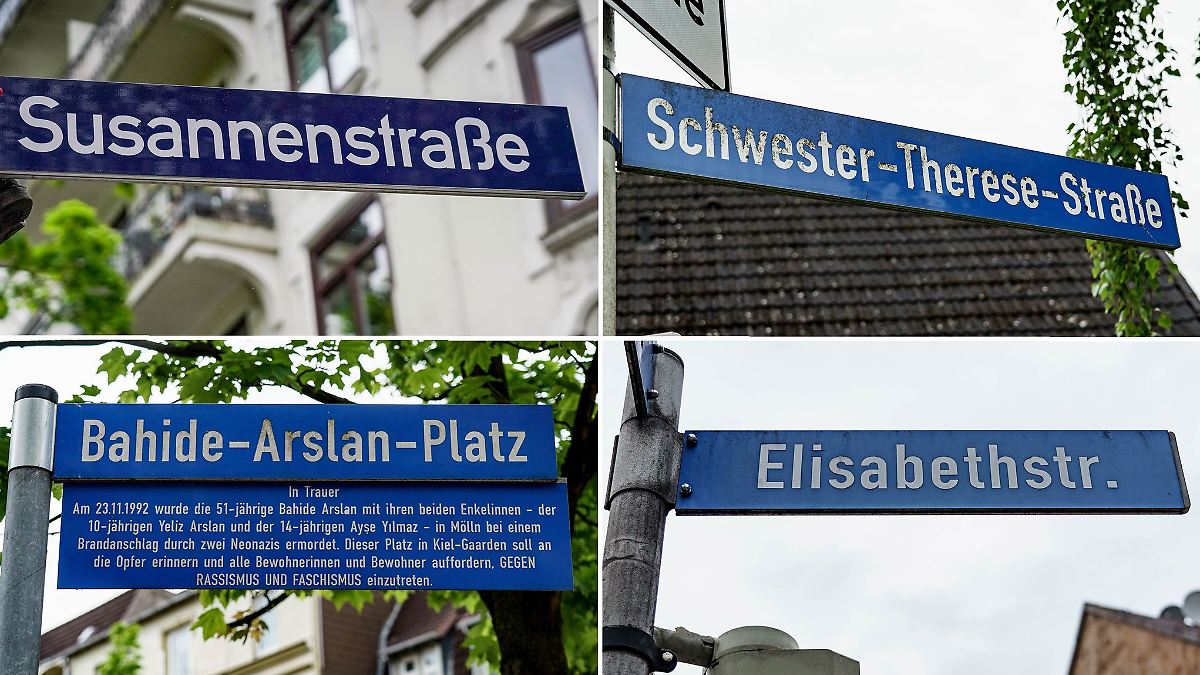 Susannenstraße
Schwester-Therese-Straße
Bahide-Arslan-Platz
In Trauer
Am 23.11.1992 wurde die 51-jährige Bahide Arslan mit ihren beiden Enkelinnen - der
10-jährigen Yeliz Arslan und der 14-jährigen Ayşe Yılmaz - in Mölln bei einem
Brandanschlag durch zwei Neonazis ermordet. Dieser Platz in Kiel-Gaarden soll an
die Opfer erinnern und alle Bewohnerinnen und Bewohner auffordern, GEGEN
RASSISMUS UND FASCHISMUS einzutreten.
Elisabethstr.